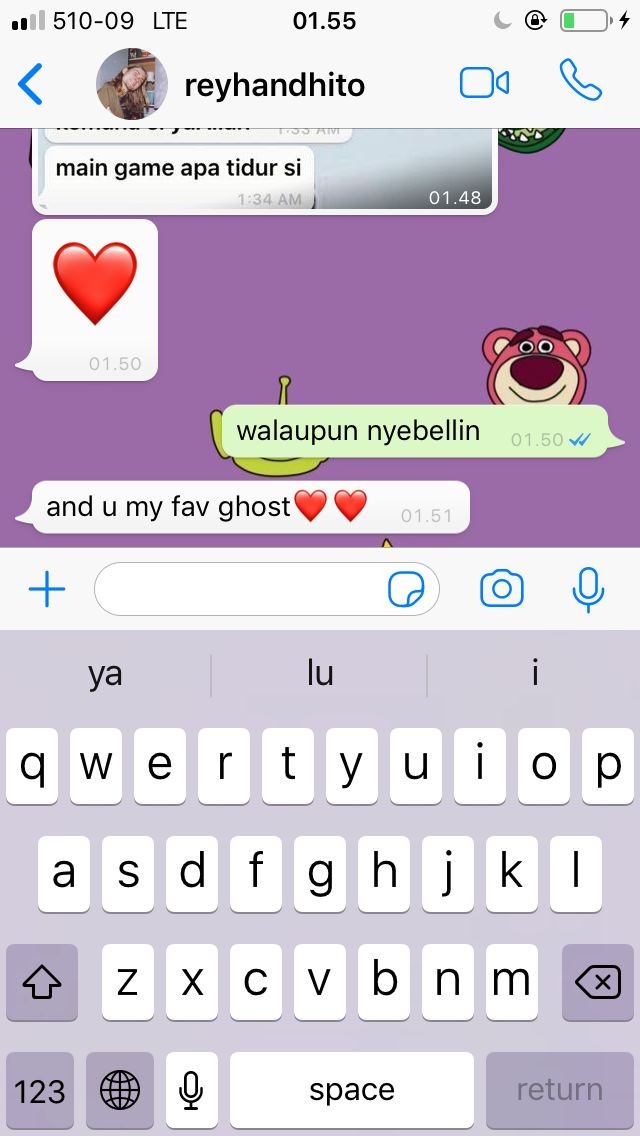 510-09 LTE 01.55
reyhandhito
1:33 AM
main game apa tidur si
1:34 AM 01.48
01.50
walaupun nyebellin 01.50
and u my fav ghost❤️❤️ 01.51
ya lu i
q w e r t y u i o p
a s d f g h j k l
z x c v b n m
123 space return